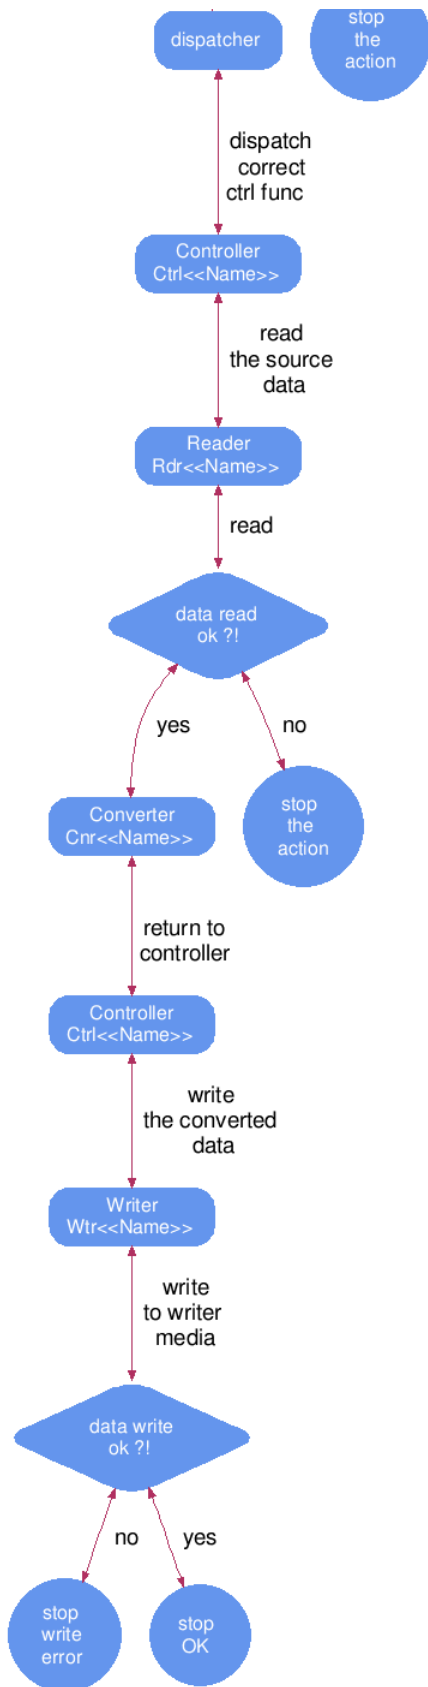 dispatcher
stop
the
action
dispatch
correct
ctrl func
Controller
Ctrl<<Name>>
read
the source
data
Reader
Rdr<<Name>>
read
data read
ok ?!
yes
no
Converter
Cnr<<Name>>
stop
the
action
return to
controller
Controller
Ctrl<<Name>>
write
the converted
data
Writer
Wtr<<Name>>
write
to writer
media
data write
ok ?!
no
yes
stop
write
error
stop
OK